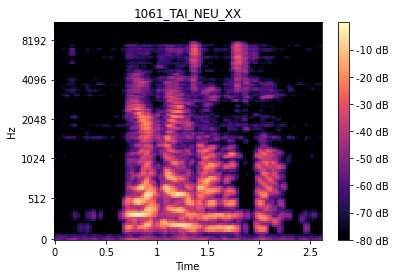 1061_TAI_NEU_XX
8192
4096
2048
1024
512
0
Hz
0 0.5 1 1.5 2 2.5
Time
-10 dB
-20 dB
-30 dB
-40 dB
-50 dB
-60 dB
-70 dB
-80 dB